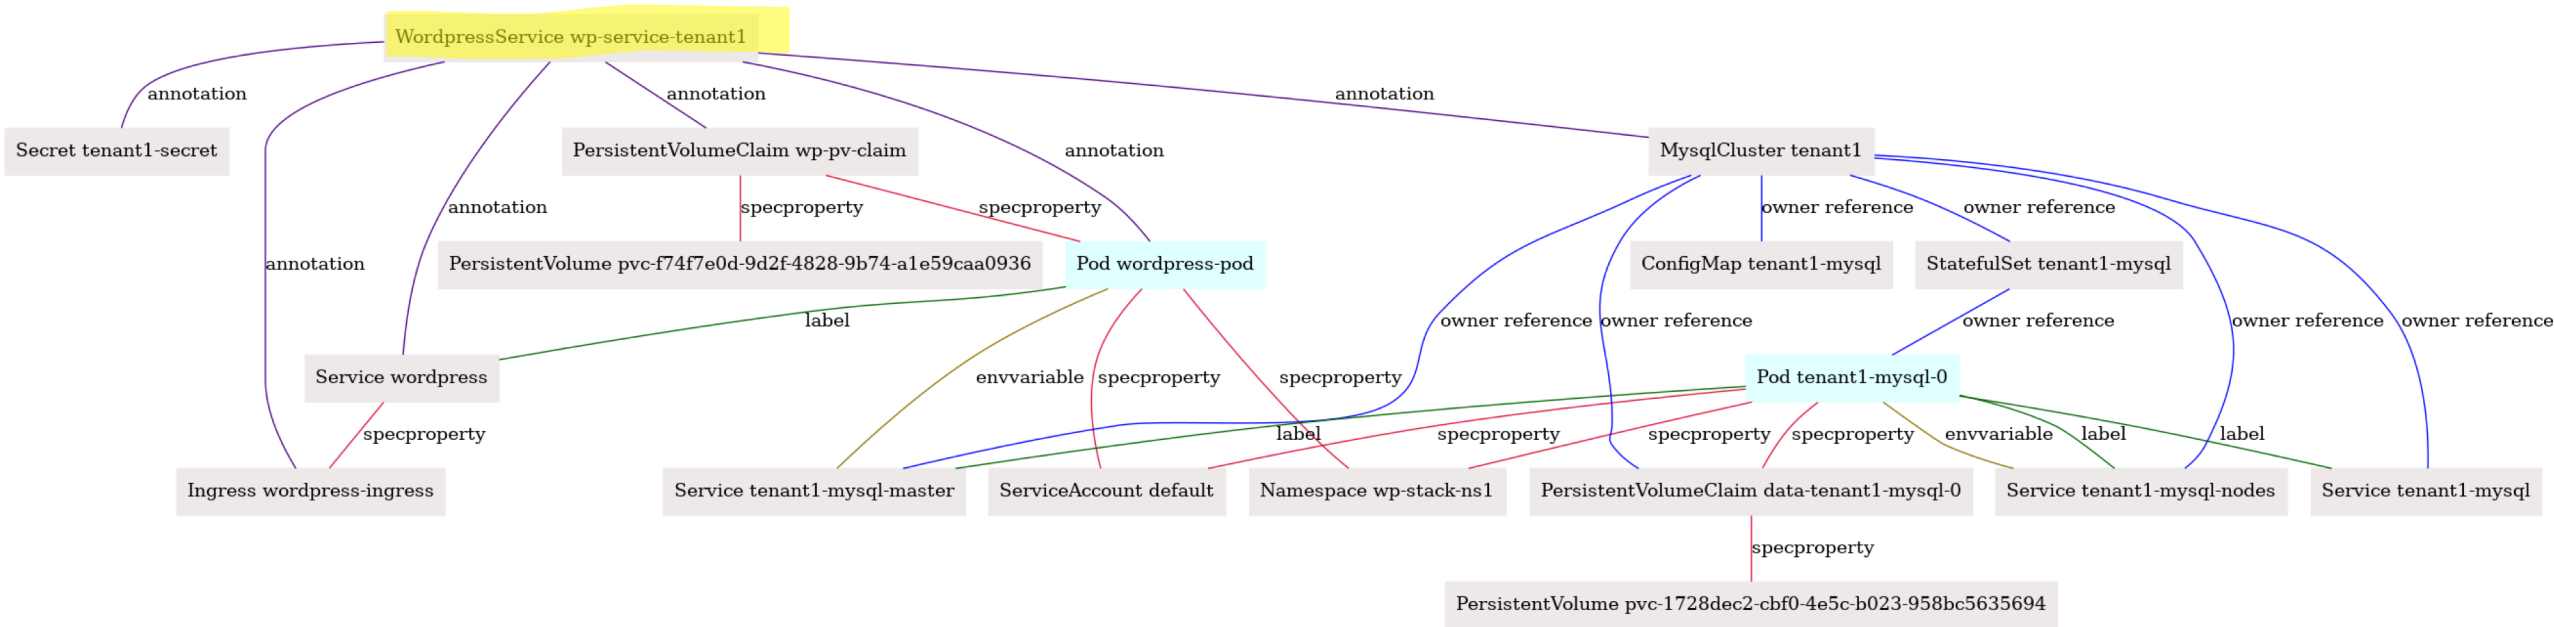 WordpressService wp-service-tenant1
annotation
annotation
annotation
Secret tenant1-secret
PersistentVolumeClaim wp-pv-claim
annotation
MysqlCluster tenant1
annotation
specproperty
specproperty
owner reference
owner reference
annotation
PersistentVolume pvc-f74f7e0d-9d2f-4828-9b74-a1e59caa0936
Pod wordpress-pod
ConfigMap tenant1-mysql
StatefulSet tenant1-mysql
label
owner reference
owner reference
owner reference
owner reference
owner reference
Service wordpress
envvariable
specproperty
specproperty
Pod tenant1-mysql-0
specproperty
label
specproperty
specproperty
specproperty
envvariable
label
label
Ingress wordpress-ingress
Service tenant1-mysql-master
ServiceAccount default
Namespace wp-stack-ns1
PersistentVolumeClaim data-tenant1-mysql-0
Service tenant1-mysql-nodes
Service tenant1-mysql
specproperty
PersistentVolume pvc-1728dec2-cbf0-4e5c-b023-958bc5635694